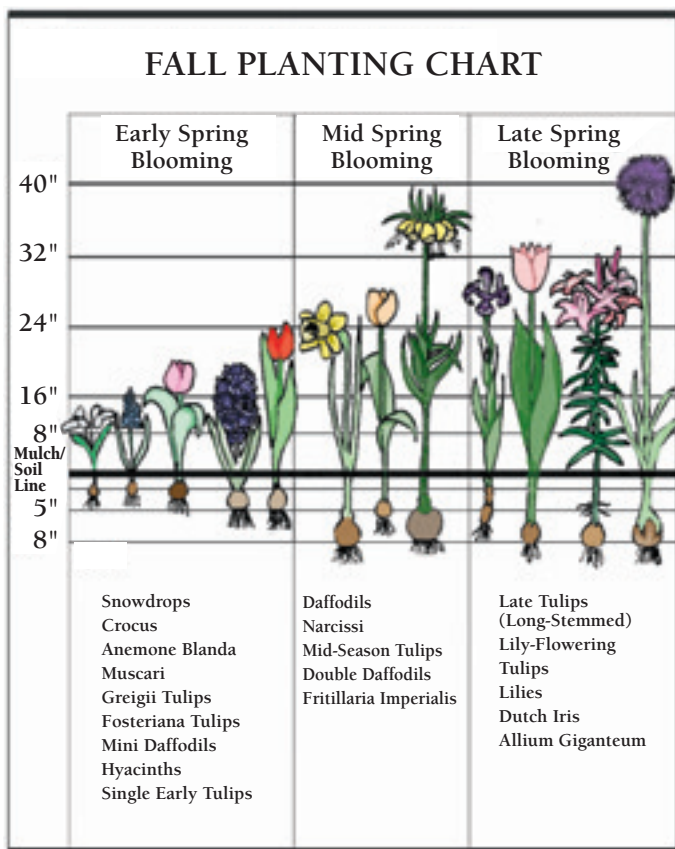 FALL PLANTING CHART
Early Spring
Blooming
Mid Spring
Blooming
Late Spring
Blooming
40"
32"
24"
16"
8"
Mulch/
Soil
Line
5"
8"
Snowdrops
Crocus
Anemone Blanda
Muscari
Greigii Tulips
Fosteriana Tulips
Mini Daffodils
Hyacinths
Single Early Tulips
Daffodils
Narcissi
Mid-Season Tulips
Double Daffodils
Fritillaria Imperialis
Late Tulips
(Long-Stemmed)
Lily-Flowering
Tulips
Lilies
Dutch Iris
Allium Giganteum